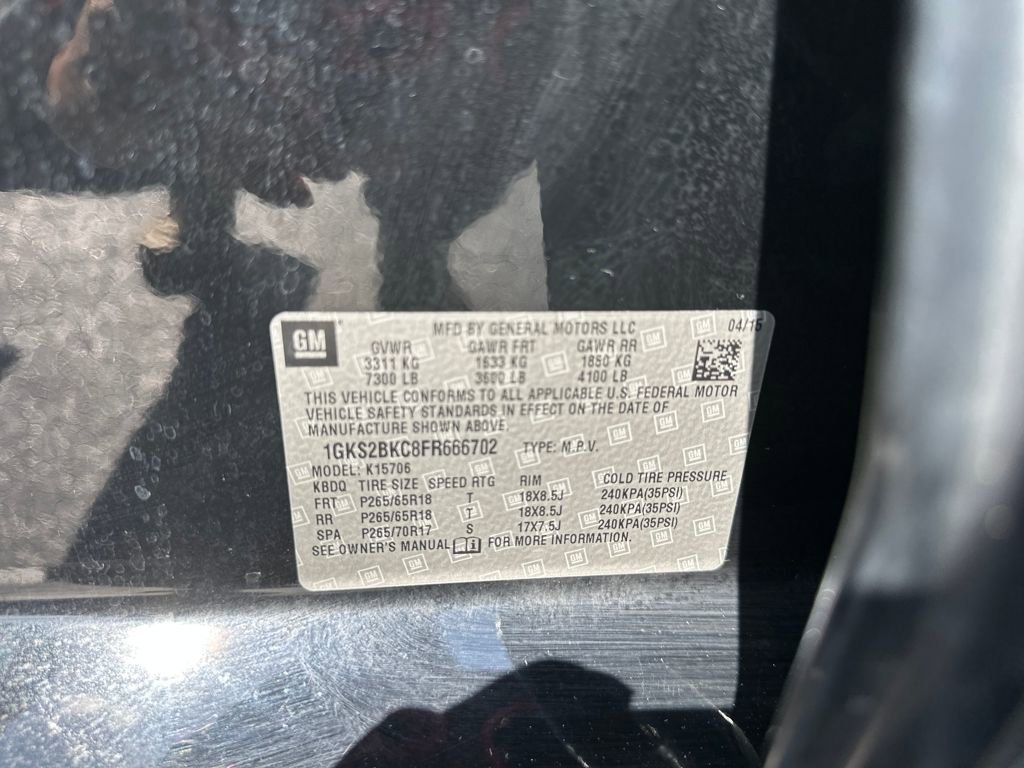 GM MFD BY GENERAL MOTORS LLC 04/15
GVWR GAWR FRT GAWR RR
3311 KG 1633 KG 1860 KG
7300 LB 3600 LB 4100 LB
THIS VEHICLE CONFORMS TO ALL APPLICABLE U.S. FEDERAL MOTOR
VEHICLE SAFETY STANDARDS IN EFFECT ON THE DATE OF
MANUFACTURE SHOWN ABOVE.
1GKS2BKC8FR666702 TYPE: M.P.V.
MODEL: K15706
KBDQ TIRE SIZE SPEED RTG RIM COLD TIRE PRESSURE
FRT P265/65R18 T 18X8.5J 240KPA(35PSI)
RR P265/65R18 T 18X8.5J 240KPA(35PSI)
SPA P265/70R17 S 17X7.5J 240KPA(35PSI)
SEE OWNER'S MANUAL FOR MORE INFORMATION.